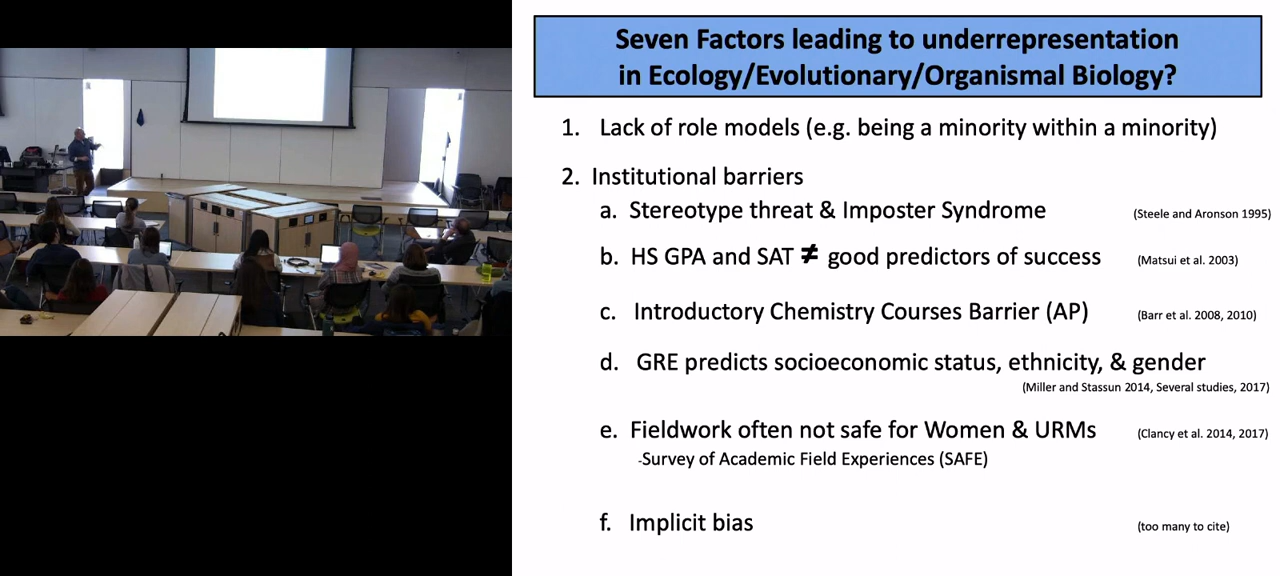 Seven Factors leading to underrepresentation
in Ecology/Evolutionary/Organismal Biology?
1. Lack of role models (e.g. being a minority within a minority)
2. Institutional barriers
a. Stereotype threat & Imposter Syndrome (Steele and Aronson 1995)
b. HS GPA and SAT ≠ good predictors of success (Matsui et al. 2003)
c. Introductory Chemistry Courses Barrier (AP) (Barr et al. 2008, 2010)
d. GRE predicts socioeconomic status, ethnicity, & gender
(Miller and Stassun 2014, Several studies, 2017)
e. Fieldwork often not safe for Women & URMs (Clancy et al. 2014, 2017)
-Survey of Academic Field Experiences (SAFE)
f. Implicit bias (too many to cite)